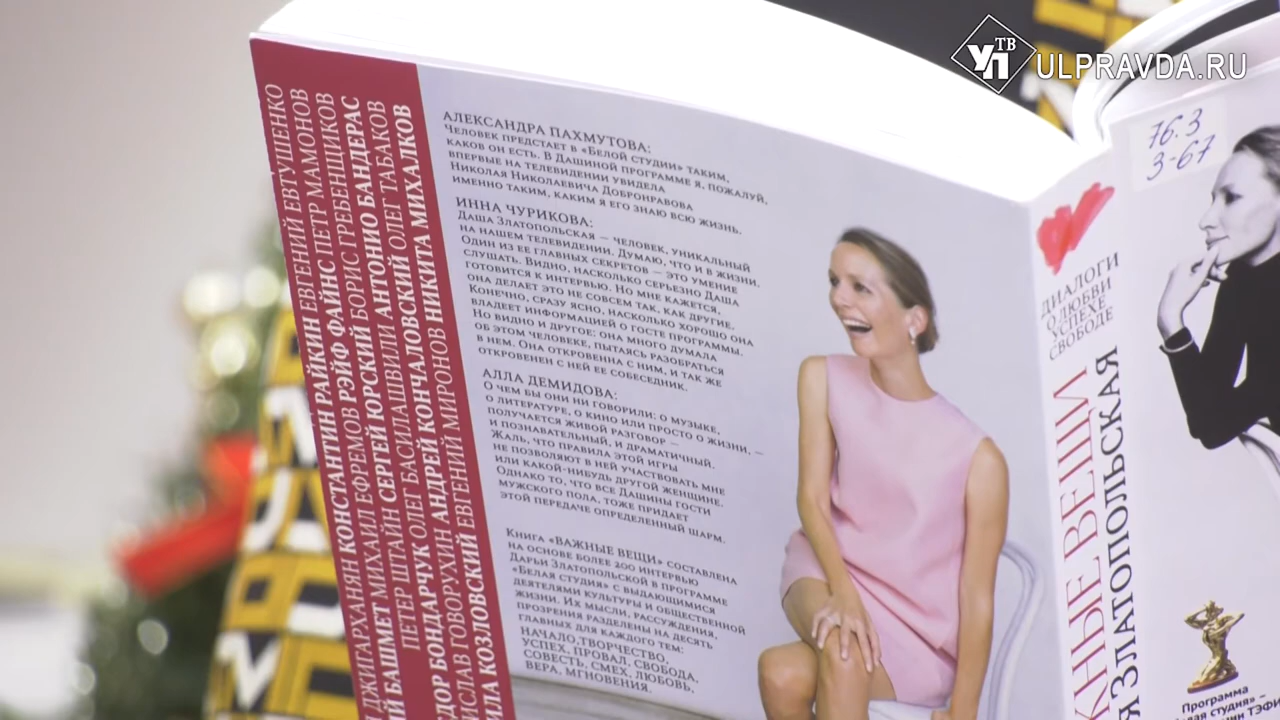 УП ТВ
ULPRAVDA.RU
ДЖИГАРХАНЯН КОНСТАНТИН РАЙКИН ЕВГЕНИЙ ЕВТУШЕНКО
БАШМЕТ МИХАИЛ ЕФРЕМОВ РЭЙФ ФАЙНС ПЕТР МАМОНОВ
ПЕТЕР ШТАЙН СЕРГЕЙ ЮРСКИЙ БОРИС ГРЕБЕНЩИКОВ
БОНДАРЧУК ОЛЕГ БАСИЛАШВИЛИ АНТОНИО БАНДЕРАС
ГОВОРУХИН АНДРЕЙ КОНЧАЛОВСКИЙ ОЛЕГ ТАБАКОВ
КОЗЛОВСКИЙ ЕВГЕНИЙ МИРОНОВ НИКИТА МИХАЛКОВ
АЛЕКСАНДРА ПАХМУТОВА:
ЧЕЛОВЕК ПРЕДСТАЕТ В «БЕЛОЙ СТУДИИ» ТАКИМ,
КАКОВ ОН ЕСТЬ. В ДАШИНОЙ ПРОГРАММЕ Я, ПОЖАЛУЙ,
ВПЕРВЫЕ НА ТЕЛЕВИДЕНИИ УВИДЕЛА
НИКОЛАЯ НИКОЛАЕВИЧА ДОБРОНРАВОВА
ИМЕННО ТАКИМ, КАКИМ Я ЕГО ЗНАЮ ВСЮ ЖИЗНЬ.
ИННА ЧУРИКОВА:
ДАША ЗЛАТОПОЛЬСКАЯ — ЧЕЛОВЕК, УНИКАЛЬНЫЙ
НА НАШЕМ ТЕЛЕВИДЕНИИ. ДУМАЮ, ЧТО И В ЖИЗНИ.
ОДИН ИЗ ЕЕ ГЛАВНЫХ СЕКРЕТОВ — ЭТО УМЕНИЕ
СЛУШАТЬ. ВИДНО, НАСКОЛЬКО СЕРЬЕЗНО ДАША
ГОТОВИТСЯ К ИНТЕРВЬЮ. НО МНЕ КАЖЕТСЯ,
ОНА ДЕЛАЕТ ЭТО НЕ СОВСЕМ ТАК, КАК ДРУГИЕ.
КОНЕЧНО, СРАЗУ ЯСНО, НАСКОЛЬКО ХОРОШО ОНА
ВЛАДЕЕТ ИНФОРМАЦИЕЙ О ГОСТЕ ПРОГРАММЫ.
НО ВИДНО И ДРУГОЕ: ОНА МНОГО ДУМАЛА
ОБ ЭТОМ ЧЕЛОВЕКЕ, ПЫТАЯСЬ РАЗОБРАТЬСЯ
В НЕМ. ОНА ОТКРОВЕННА С НИМ, И ТАК ЖЕ
ОТКРОВЕНЕН С НЕЙ ЕЕ СОБЕСЕДНИК.
АЛЛА ДЕМИДОВА:
О ЧЕМ БЫ ОНИ НИ ГОВОРИЛИ: О МУЗЫКЕ,
О ЛИТЕРАТУРЕ, О КИНО ИЛИ ПРОСТО О ЖИЗНИ, —
ПОЛУЧАЕТСЯ ЖИВОЙ РАЗГОВОР —
И ПОЗНАВАТЕЛЬНЫЙ, И ДРАМАТИЧНЫЙ.
ЖАЛЬ, ЧТО ПРАВИЛА ЭТОЙ ИГРЫ
НЕ ПОЗВОЛЯЮТ В НЕЙ УЧАСТВОВАТЬ МНЕ
ИЛИ КАКОЙ-НИБУДЬ ДРУГОЙ ЖЕНЩИНЕ.
ОДНАКО ТО, ЧТО ВСЕ ДАШИНЫ ГОСТИ
МУЖСКОГО ПОЛА, ТОЖЕ ПРИДАЕТ
ЭТОЙ ПЕРЕДАЧЕ ОПРЕДЕЛЕННЫЙ ШАРМ.
КНИГА «ВАЖНЫЕ ВЕЩИ» СОСТАВЛЕНА
НА ОСНОВЕ БОЛЕЕ 200 ИНТЕРВЬЮ
ДАРЬИ ЗЛАТОПОЛЬСКОЙ В ПРОГРАММЕ
«БЕЛАЯ СТУДИЯ» С ВЫДАЮЩИМИСЯ
ДЕЯТЕЛЯМИ КУЛЬТУРЫ И ОБЩЕСТВЕННОЙ
ЖИЗНИ. ИХ МЫСЛИ, РАССУЖДЕНИЯ,
ПРОЗРЕНИЯ РАЗДЕЛЕНЫ НА ДЕСЯТЬ
ГЛАВНЫХ ДЛЯ КАЖДОГО ТЕМ:
НАЧАЛО, ТВОРЧЕСТВО,
УСПЕХ, ПРОВАЛ, СВОБОДА,
СОВЕСТЬ, СМЕХ, ЛЮБОВЬ,
ВЕРА, МГНОВЕНИЯ.
ДИАЛОГИ
О ЛЮБВИ
УСПЕХЕ
СВОБОДЕ
ЖНЫЕ ВЕЩИ
Я ЗЛАТОПОЛЬСКАЯ
76.3
З-67
Программа
лая студия» –
ТЭФИ